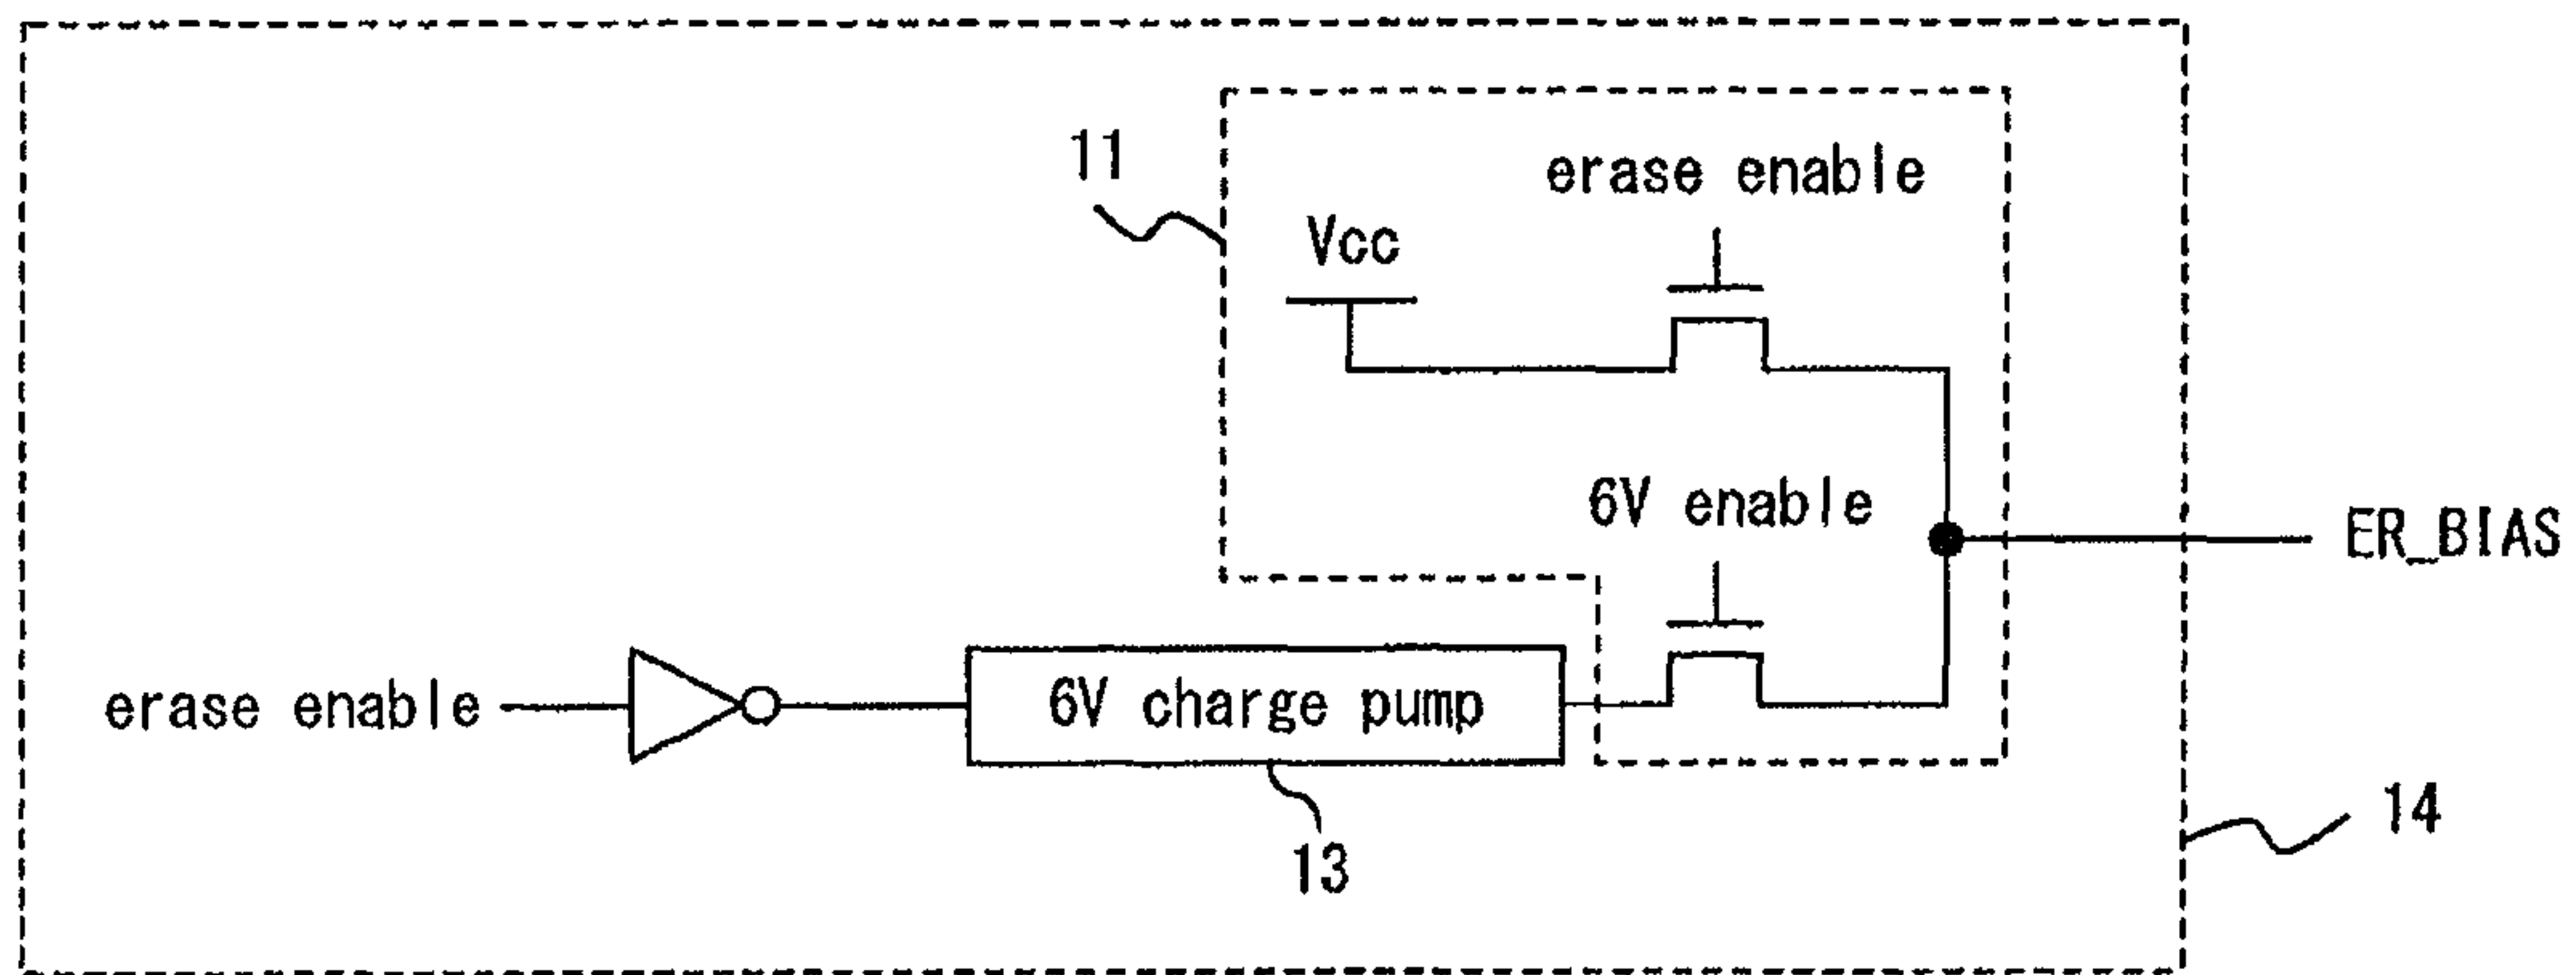 11
erase enable
Vcc
6V enable
ER_BIAS
erase enable
6V charge pump
13
14